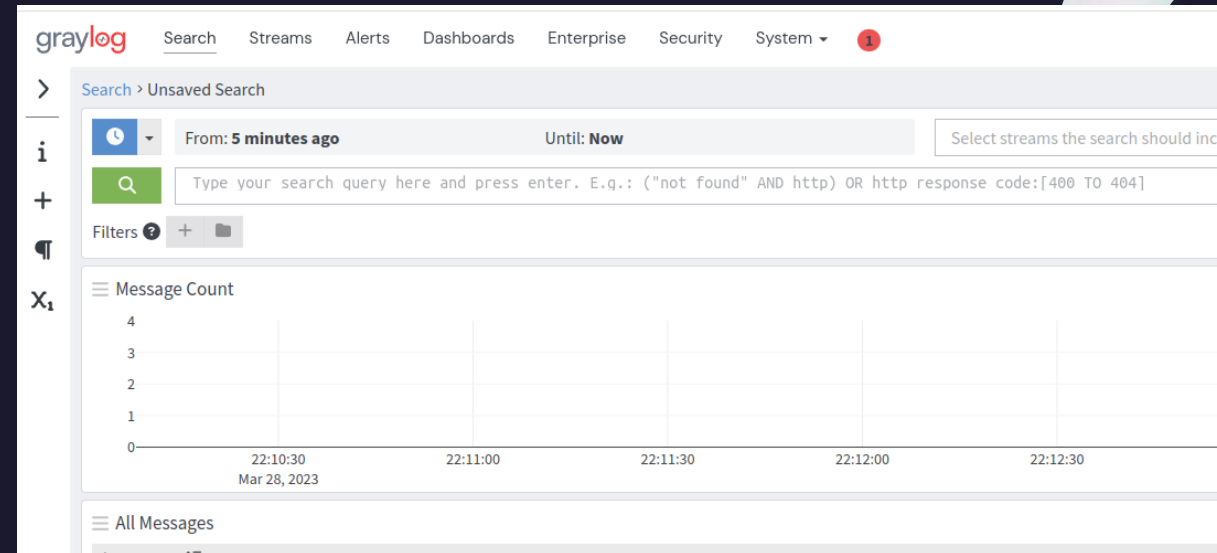 graylog Search Streams Alerts Dashboards Enterprise Security System 1
Search > Unsaved Search
From: 5 minutes ago Until: Now Select streams the search should inc
Type your search query here and press enter. E.g.: ("not found" AND http) OR http response code:[400 TO 404]
Filters ? +
Message Count
4
3
2
1
0
22:10:30 22:11:00 22:11:30 22:12:00 22:12:30
Mar 28, 2023
All Messages